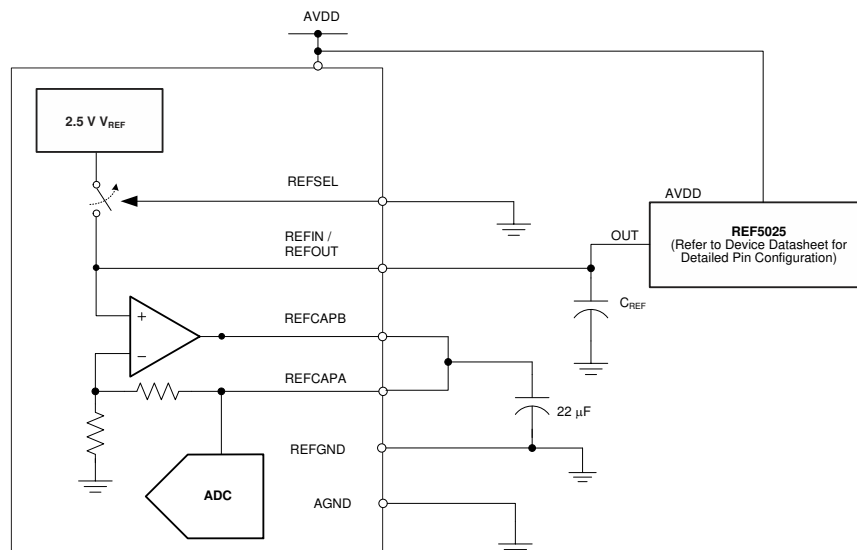 AVDD
2.5 V VREF
REFSEL
AVDD
REFIN /
REFOUT
OUT
REF5025
(Refer to Device Datasheet for
Detailed Pin Configuration)
CREF
+
−
REFCAPB
REFCAPA
22 μF
REFGND
ADC
AGND